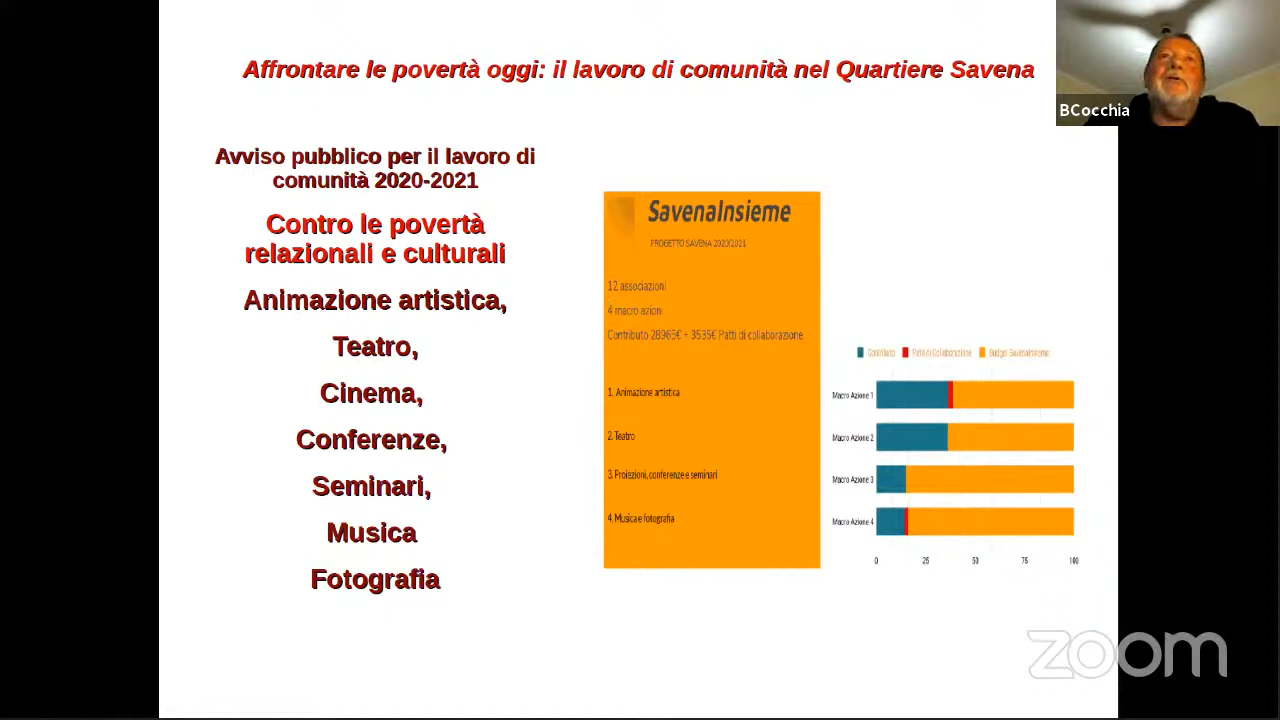 Affrontare le povertà oggi: il lavoro di comunità nel Quartiere Savena
BCocchia
Avviso pubblico per il lavoro di
comunità 2020-2021
Contro le povertà
relazionali e culturali
Animazione artistica,
Teatro,
Cinema,
Conferenze,
Seminari,
Musica
Fotografia
SavenaInsieme
PROGETTO SAVENA 2020/2021
12 associazioni
4 macro azioni
Contributo 28965€ + 3535€ Patti di collaborazione
1. Animazione artistica
2. Teatro
3. Proiezioni, conferenze e seminari
4. Musica e fotografia
Contributo Patti di Collaborazione Budget SavenaInsieme
Macro Azione 1
Macro Azione 2
Macro Azione 3
Macro Azione 4
0 25 50 75 100
zoom